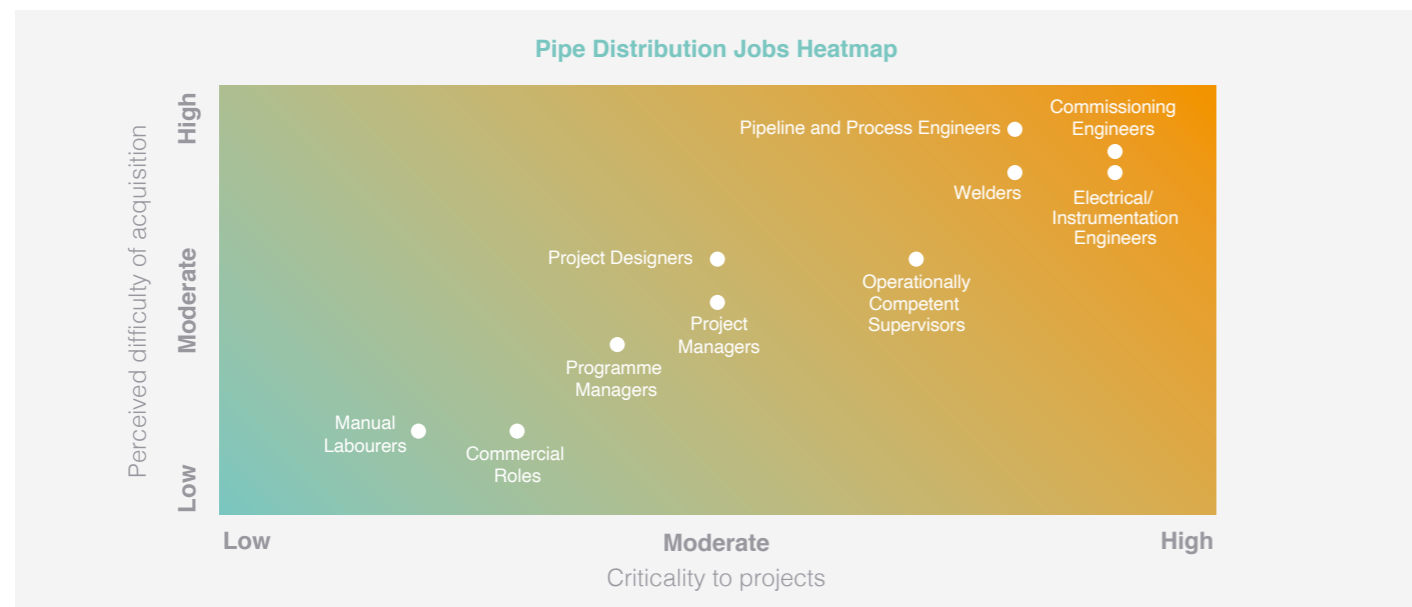 Pipe Distribution Jobs Heatmap
Perceived difficulty of acquisition
High
Moderate
Low
Pipeline and Process Engineers
Commissioning
Engineers
Welders
Electrical/
Instrumentation
Engineers
Project Designers
Operationally
Competent
Supervisors
Project
Managers
Programme
Managers
Manual
Labourers
Commercial
Roles
Low
Moderate
High
Criticality to projects